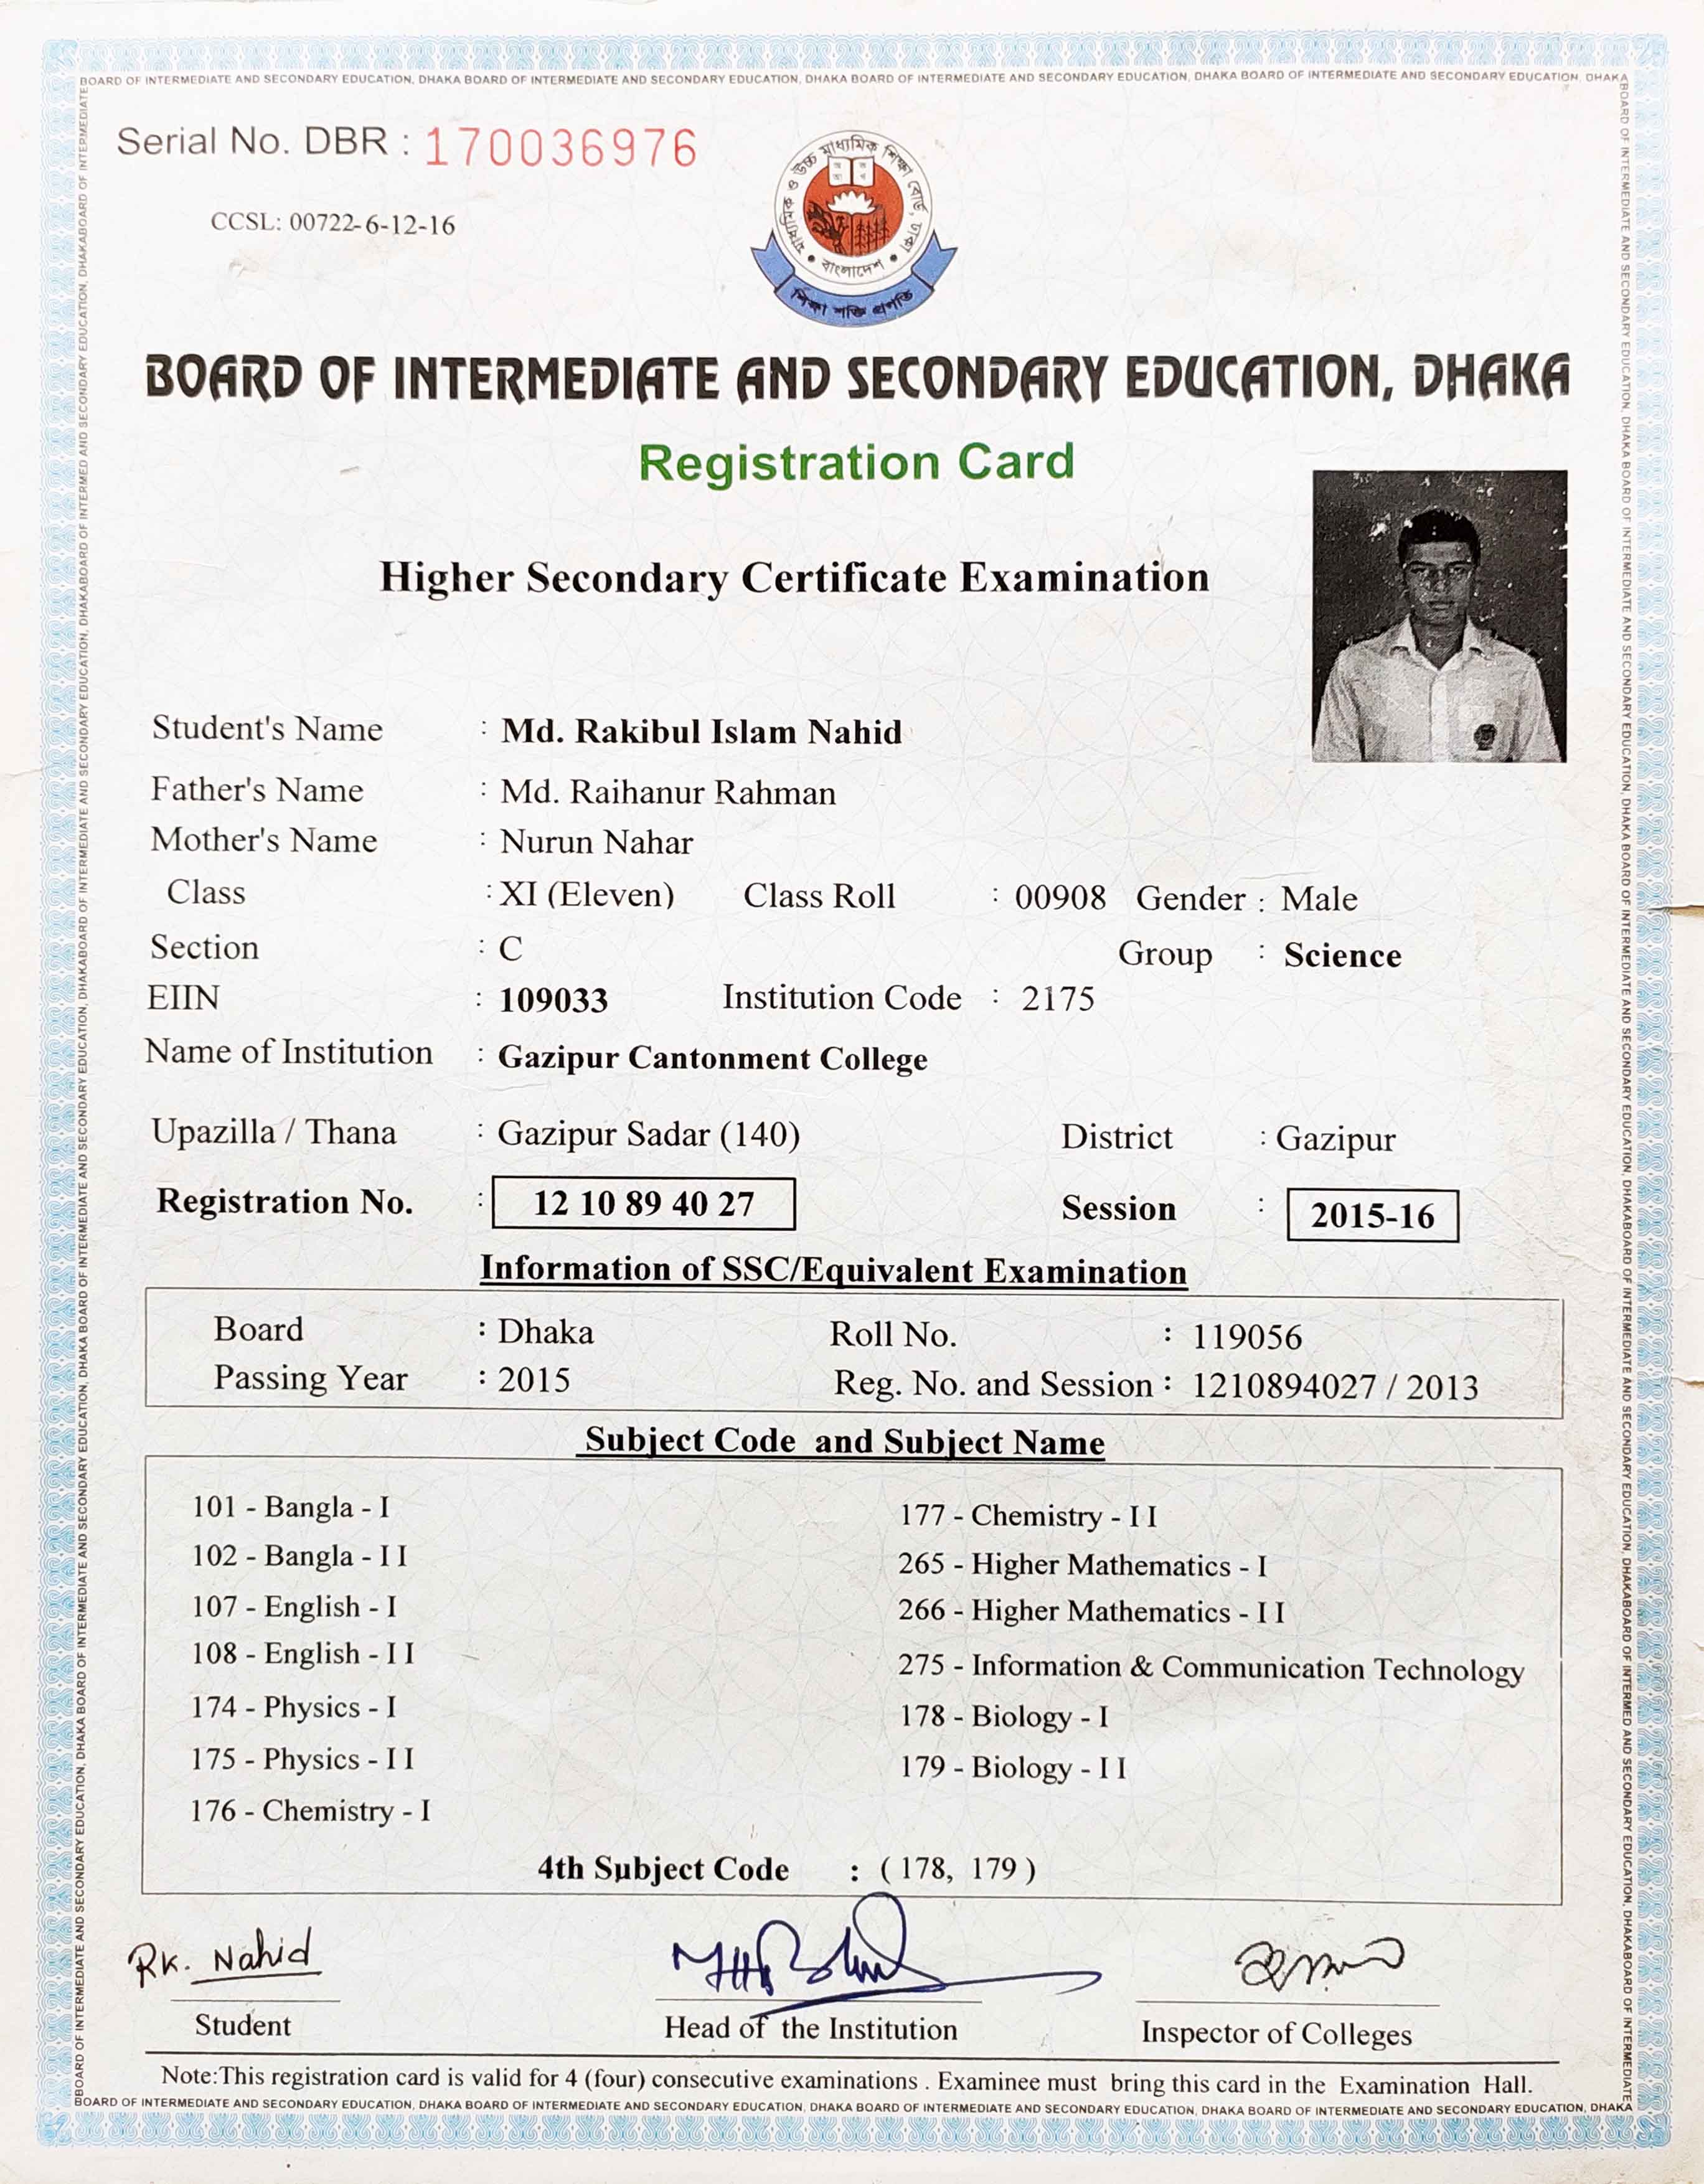 BOARD OF INTERMEDIATE AND SECONDARY EDUCATION, DHAKA BOARD OF INTERMEDIATE AND SECONDARY EDUCATION, DHAKA BOARD OF INTERMEDIATE AND SECONDARY EDUCATION, DHAKA BOARD OF INTERMEDIATE AND SECONDARY EDUCATION, DHAKA
Serial No. DBR : 170036976
CCSL: 00722-6-12-16
মাধ্যমিক ও উচ্চ মাধ্যমিক শিক্ষা বোর্ড, ঢাকা
বাংলাদেশ
শিক্ষা শক্তি প্রগতি
BOARD OF INTERMEDIATE AND SECONDARY EDUCATION, DHAKA
Registration Card
Higher Secondary Certificate Examination
Student's Name : Md. Rakibul Islam Nahid
Father's Name : Md. Raihanur Rahman
Mother's Name : Nurun Nahar
Class : XI (Eleven) Class Roll : 00908 Gender : Male
Section : C Group : Science
EIIN : 109033 Institution Code : 2175
Name of Institution : Gazipur Cantonment College
Upazilla / Thana : Gazipur Sadar (140) District : Gazipur
Registration No. : 12 10 89 40 27 Session : 2015-16
Information of SSC/Equivalent Examination
Board : Dhaka Roll No. : 119056
Passing Year : 2015 Reg. No. and Session : 1210894027 / 2013
Subject Code and Subject Name
101 - Bangla - I
102 - Bangla - I I
107 - English - I
108 - English - I I
174 - Physics - I
175 - Physics - I I
176 - Chemistry - I
177 - Chemistry - I I
265 - Higher Mathematics - I
266 - Higher Mathematics - I I
275 - Information & Communication Technology
178 - Biology - I
179 - Biology - I I
4th Subject Code : ( 178, 179 )
RK. Nahid
Student Head of the Institution Inspector of Colleges
Note:This registration card is valid for 4 (four) consecutive examinations . Examinee must bring this card in the Examination Hall.
BOARD OF INTERMEDIATE AND SECONDARY EDUCATION, DHAKA BOARD OF INTERMEDIATE AND SECONDARY EDUCATION, DHAKA BOARD OF INTERMEDIATE AND SECONDARY EDUCATION, DHAKA BOARD OF INTERMEDIATE AND SECONDARY EDUCATION, DHAKA